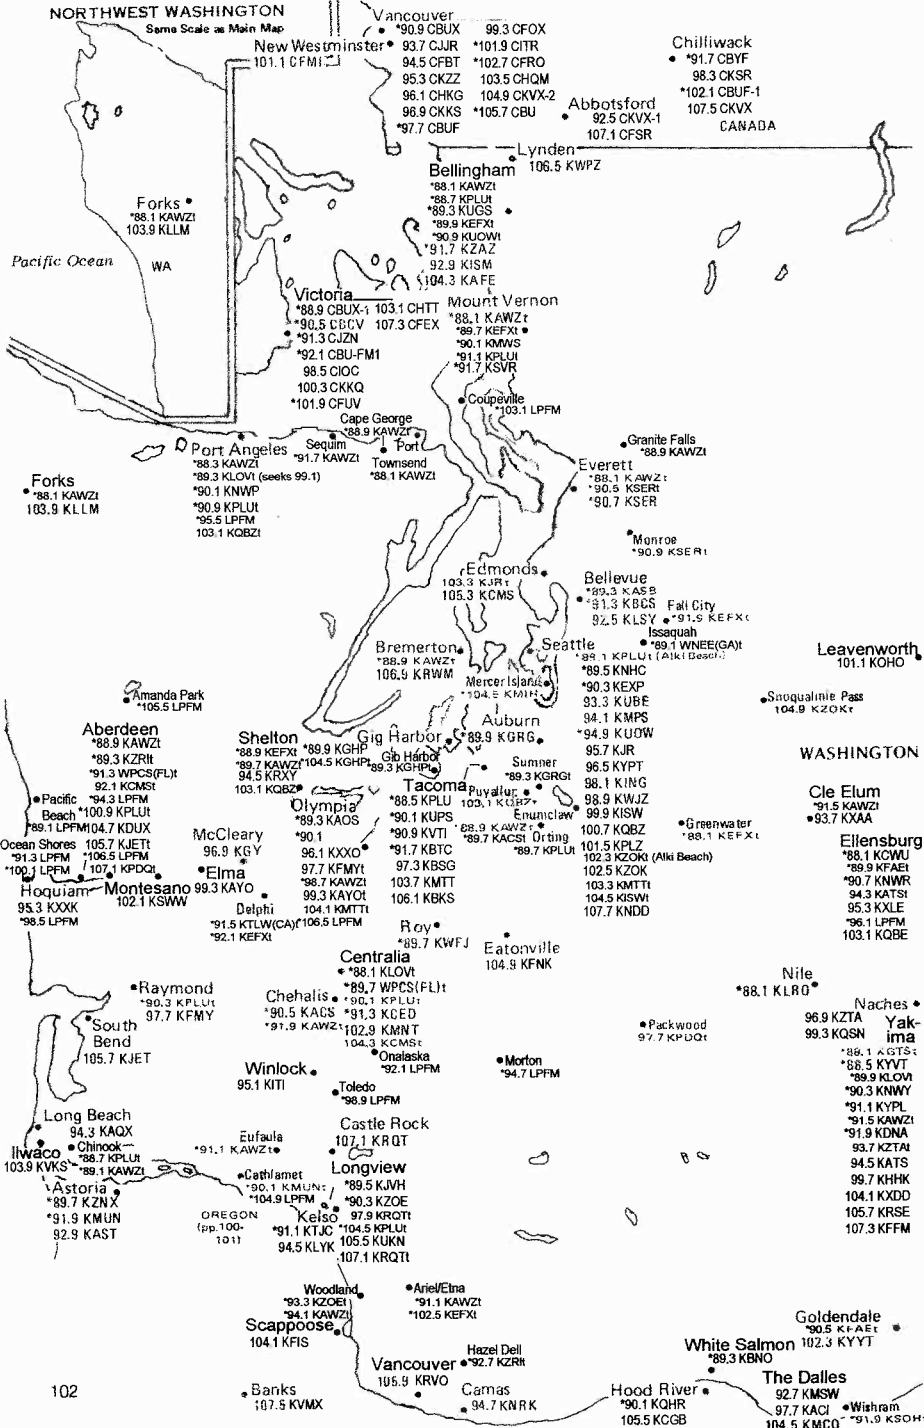 NORTHWEST WASHINGTON
Same Scale as Main Map
Vancouver
*90.9 CBUX
93.7 CJJR
94.5 CFBT
95.3 CKZZ
96.1 CHKG
96.9 CKKS
*97.7 CBUF
99.3 CFOX
*101.9 CITR
*102.7 CFRO
103.5 CHQM
104.9 CKVX-2
*105.7 CBU
New Westminster
101.1 CFMI
Chilliwack
*91.7 CBYF
98.3 CKSR
*102.1 CBUF-1
107.5 CKVX
CANADA
Abbotsford
92.5 CKVX-1
107.1 CFSR
Lynden
106.5 KWPZ
Bellingham
*88.1 KAWZt
*88.7 KPLUt
*89.3 KUGS
*89.9 KEFXt
*90.9 KUOWt
*91.7 KZAZ
92.9 KISM
104.3 KAFE
Forks
*88.1 KAWZt
103.9 KLLM
Pacific Ocean
WA
Victoria
*88.9 CBUX-1
*90.5 CBCV
*91.3 CJZN
*92.1 CBU-FM1
98.5 CIOC
100.3 CKKQ
*101.9 CFUV
103.1 CHTT
107.3 CFEX
Mount Vernon
*88.1 KAWZt
*89.7 KEFXt
*90.1 KMWS
*91.1 KPLUt
*91.7 KSVR
Coupeville
*103.1 LPFM
Cape George
*88.9 KAWZt
Port
Townsend
*88.1 KAWZt
Sequim
*91.7 KAWZt
Port Angeles
*88.3 KAWZt
*89.3 KLOVt (seeks 99.1)
*90.1 KNWP
*90.9 KPLUt
*95.5 LPFM
103.1 KQBZt
Forks
*88.1 KAWZt
103.9 KLLM
Granite Falls
*88.9 KAWZt
Everett
*88.1 KAWZt
*90.5 KSERt
*90.7 KSER
Monroe
*90.9 KSERt
Edmonds
103.3 KJRt
105.3 KCMS
Bellevue
*89.3 KASB
*91.3 KBCS
92.5 KLSY
Fall City
*91.9 KEFXt
Issaquah
*89.1 WNEE(GA)t
Seattle
*89.1 KPLUt (Alki Beach)
*89.5 KNHC
*90.3 KEXP
93.3 KUBE
94.1 KMPS
*94.9 KUOW
95.7 KJR
96.5 KYPT
98.1 KING
98.9 KWJZ
99.9 KISW
100.7 KQBZ
101.5 KPLZ
102.3 KZOKt (Alki Beach)
102.5 KZOK
103.3 KMTTt
104.5 KISWt
107.7 KNDD
Bremerton
*88.9 KAWZt
106.9 KRWM
Mercer Island
*104.5 KMIH
Leavenworth
101.1 KOHO
Snoqualmie Pass
104.9 KZOKt
Amanda Park
*105.5 LPFM
Aberdeen
*88.9 KAWZt
*89.3 KZRIt
*91.3 WPCS(FL)t
92.1 KCMSt
*94.3 LPFM
*100.9 KPLUt
104.7 KDUX
105.7 KJETt
*106.5 LPFM
107.1 KPDQt
Pacific
Beach
*89.1 LPFM
Ocean Shores
*91.3 LPFM
*100.1 LPFM
Hoquiam
95.3 KXXK
*98.5 LPFM
Montesano
102.1 KSWW
Shelton
*88.9 KEFXt
*89.7 KAWZt
94.5 KRXY
103.1 KQBZt
Gig Harbor
*89.9 KGHP
*104.5 KGHPt
Gib Harbor
*89.3 KGHPt
Auburn
*89.9 KGRG
Sumner
*89.3 KGRGt
Puyallup
103.1 KQBZt
Enumclaw
*88.9 KAWZt
*89.7 KACSt
Orting
*89.7 KPLUt
WASHINGTON
Cle Elum
*91.5 KAWZt
93.7 KXAA
Greenwater
*88.1 KEFXt
Ellensburg
*88.1 KCWU
*89.9 KFAEt
*90.7 KNWR
94.3 KATSt
95.3 KXLE
*96.1 LPFM
103.1 KQBE
Tacoma
*88.5 KPLU
*90.1 KUPS
*90.9 KVTI
*91.7 KBTC
97.3 KBSG
103.7 KMTT
106.1 KBKS
Olympia
*89.3 KAOS
*90.1
96.1 KXXO
97.7 KFMYt
*98.7 KAWZt
99.3 KAYOt
104.1 KMTTt
*106.5 LPFM
McCleary
96.9 KGY
Elma
99.3 KAYO
Delphi
*91.5 KTLW(CA)t
*92.1 KEFXt
Roy
*89.7 KWFJ
Eatonville
104.9 KFNK
Centralia
*88.1 KLOVt
*89.7 WPCS(FL)t
*90.1 KPLUt
*91.3 KCED
102.9 KMNT
104.3 KCMSt
Chehalis
*90.5 KACS
*91.9 KAWZt
Raymond
*90.3 KPLUt
97.7 KFMY
South
Bend
105.7 KJET
Nile
*88.1 KLRO
Naches
96.9 KZTA
99.3 KQSN
Yak-
ima
*88.1 KGTSt
*88.5 KYVT
*89.9 KLOVt
*90.3 KNWY
*91.1 KYPL
*91.5 KAWZt
*91.9 KDNA
93.7 KZTAt
94.5 KATS
99.7 KHHK
104.1 KXDD
105.7 KRSE
107.3 KFFM
Packwood
97.7 KPDQt
Onalaska
*92.1 LPFM
Morton
*94.7 LPFM
Winlock
95.1 KITI
Toledo
*98.9 LPFM
Long Beach
94.3 KAQX
Ilwaco
103.9 KVKS
Chinook
*88.7 KPLUt
*89.1 KAWZt
Eufaula
*91.1 KAWZt
Castle Rock
107.1 KRQT
Cathlamet
*90.1 KMUNt
*104.9 LPFM
Longview
*89.5 KJVH
*90.3 KZOE
97.9 KRQTt
*104.5 KPLUt
105.5 KUKN
107.1 KRQTt
Astoria
*89.7 KZNX
*91.9 KMUN
92.9 KAST
OREGON
(pp.100-
101)
Kelso
*91.1 KTJC
94.5 KLYK
Woodland
*93.3 KZOEt
*94.1 KAWZt
Ariel/Etna
*91.1 KAWZt
*102.5 KEFXt
Scappoose
104.1 KFIS
Hazel Dell
*92.7 KZRIt
Vancouver
105.9 KRVO
Camas
94.7 KNRK
Banks
107.5 KVMX
Goldendale
*90.5 KFAEt
102.3 KYYT
White Salmon
*89.3 KBNO
Hood River
*90.1 KQHR
105.5 KCGB
The Dalles
92.7 KMSW
97.7 KACI
104.5 KMCQ
Wishram
*91.9 KSOH
102